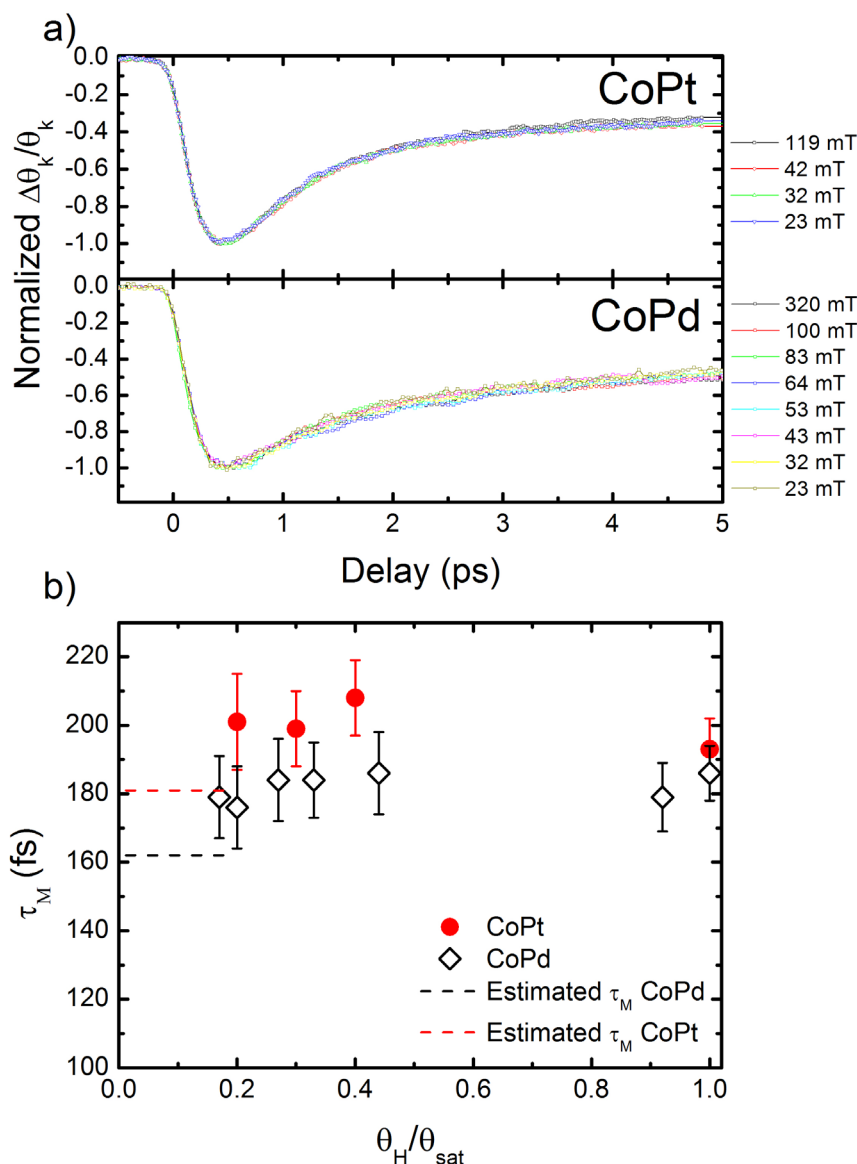 a)
0.0
-0.2
-0.4
-0.6
-0.8
-1.0
CoPt
119 mT
42 mT
32 mT
23 mT
Normalized Δθk/θk
0.0
-0.2
-0.4
-0.6
-0.8
-1.0
CoPd
320 mT
100 mT
83 mT
64 mT
53 mT
43 mT
32 mT
23 mT
0 1 2 3 4 5
Delay (ps)
b)
220
200
180
160
140
120
100
τM (fs)
CoPt
CoPd
Estimated τM CoPd
Estimated τM CoPt
0.0 0.2 0.4 0.6 0.8 1.0
θH/θsat